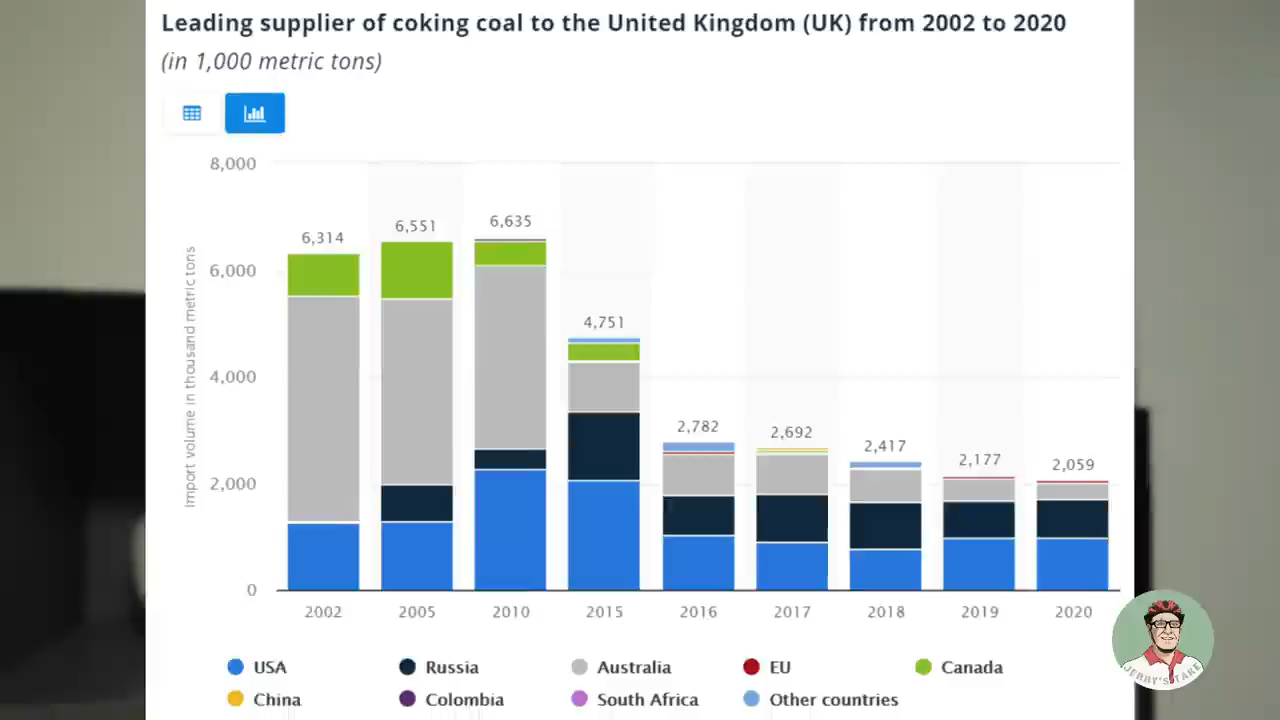 Leading supplier of coking coal to the United Kingdom (UK) from 2002 to 2020
(in 1,000 metric tons)
Import volume in thousand metric tons
8,000
6,000
4,000
2,000
0
6,314
6,551
6,635
4,751
2,782
2,692
2,417
2,177
2,059
2002 2005 2010 2015 2016 2017 2018 2019 2020
USA Russia Australia EU Canada
China Colombia South Africa Other countries
JERRY'S TAKE